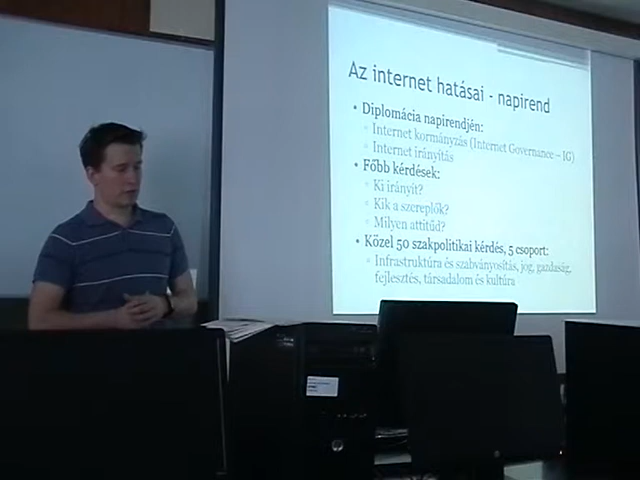 Az internet hatásai - napirend
• Diplomácia napirendjén:
▫ Internet kormányzás (Internet Governance – IG)
▫ Internet irányítás
• Főbb kérdések:
▫ Ki irányít?
▫ Kik a szereplők?
▫ Milyen attitűd?
• Közel 50 szakpolitikai kérdés, 5 csoport:
▫ Infrastruktúra és szabványosítás, jog, gazdaság,
fejlesztés, társadalom és kultúra